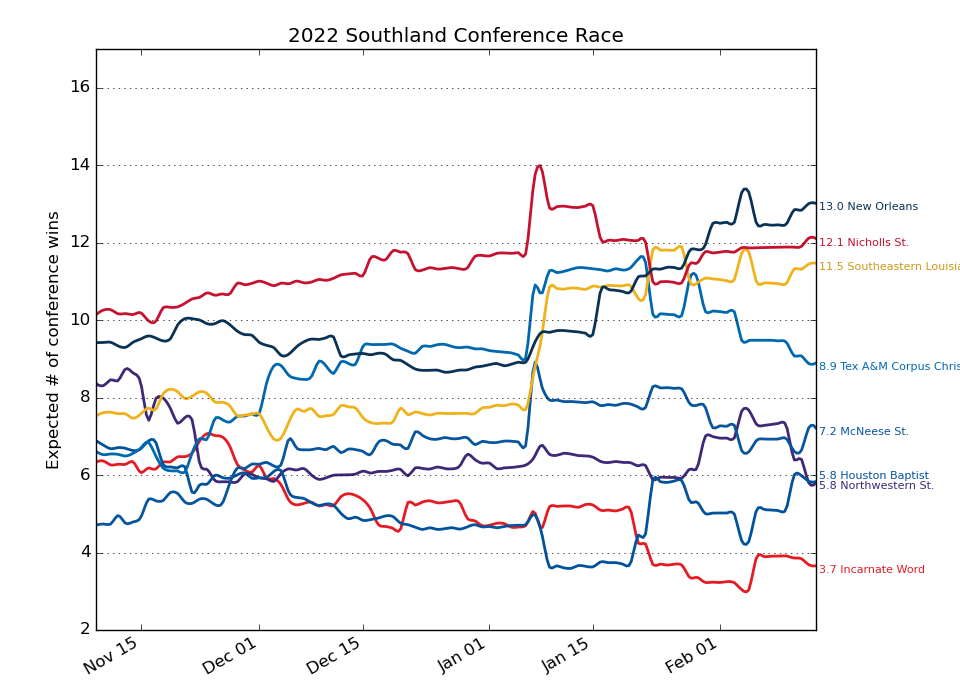 2022 Southland Conference Race
Expected # of conference wins
16
14
12
10
8
6
4
2
Nov 15
Dec 01
Dec 15
Jan 01
Jan 15
Feb 01
13.0 New Orleans
12.1 Nicholls St.
11.5 Southeastern Louisia
8.9 Tex A&M Corpus Chris
7.2 McNeese St.
5.8 Houston Baptist
5.8 Northwestern St.
3.7 Incarnate Word